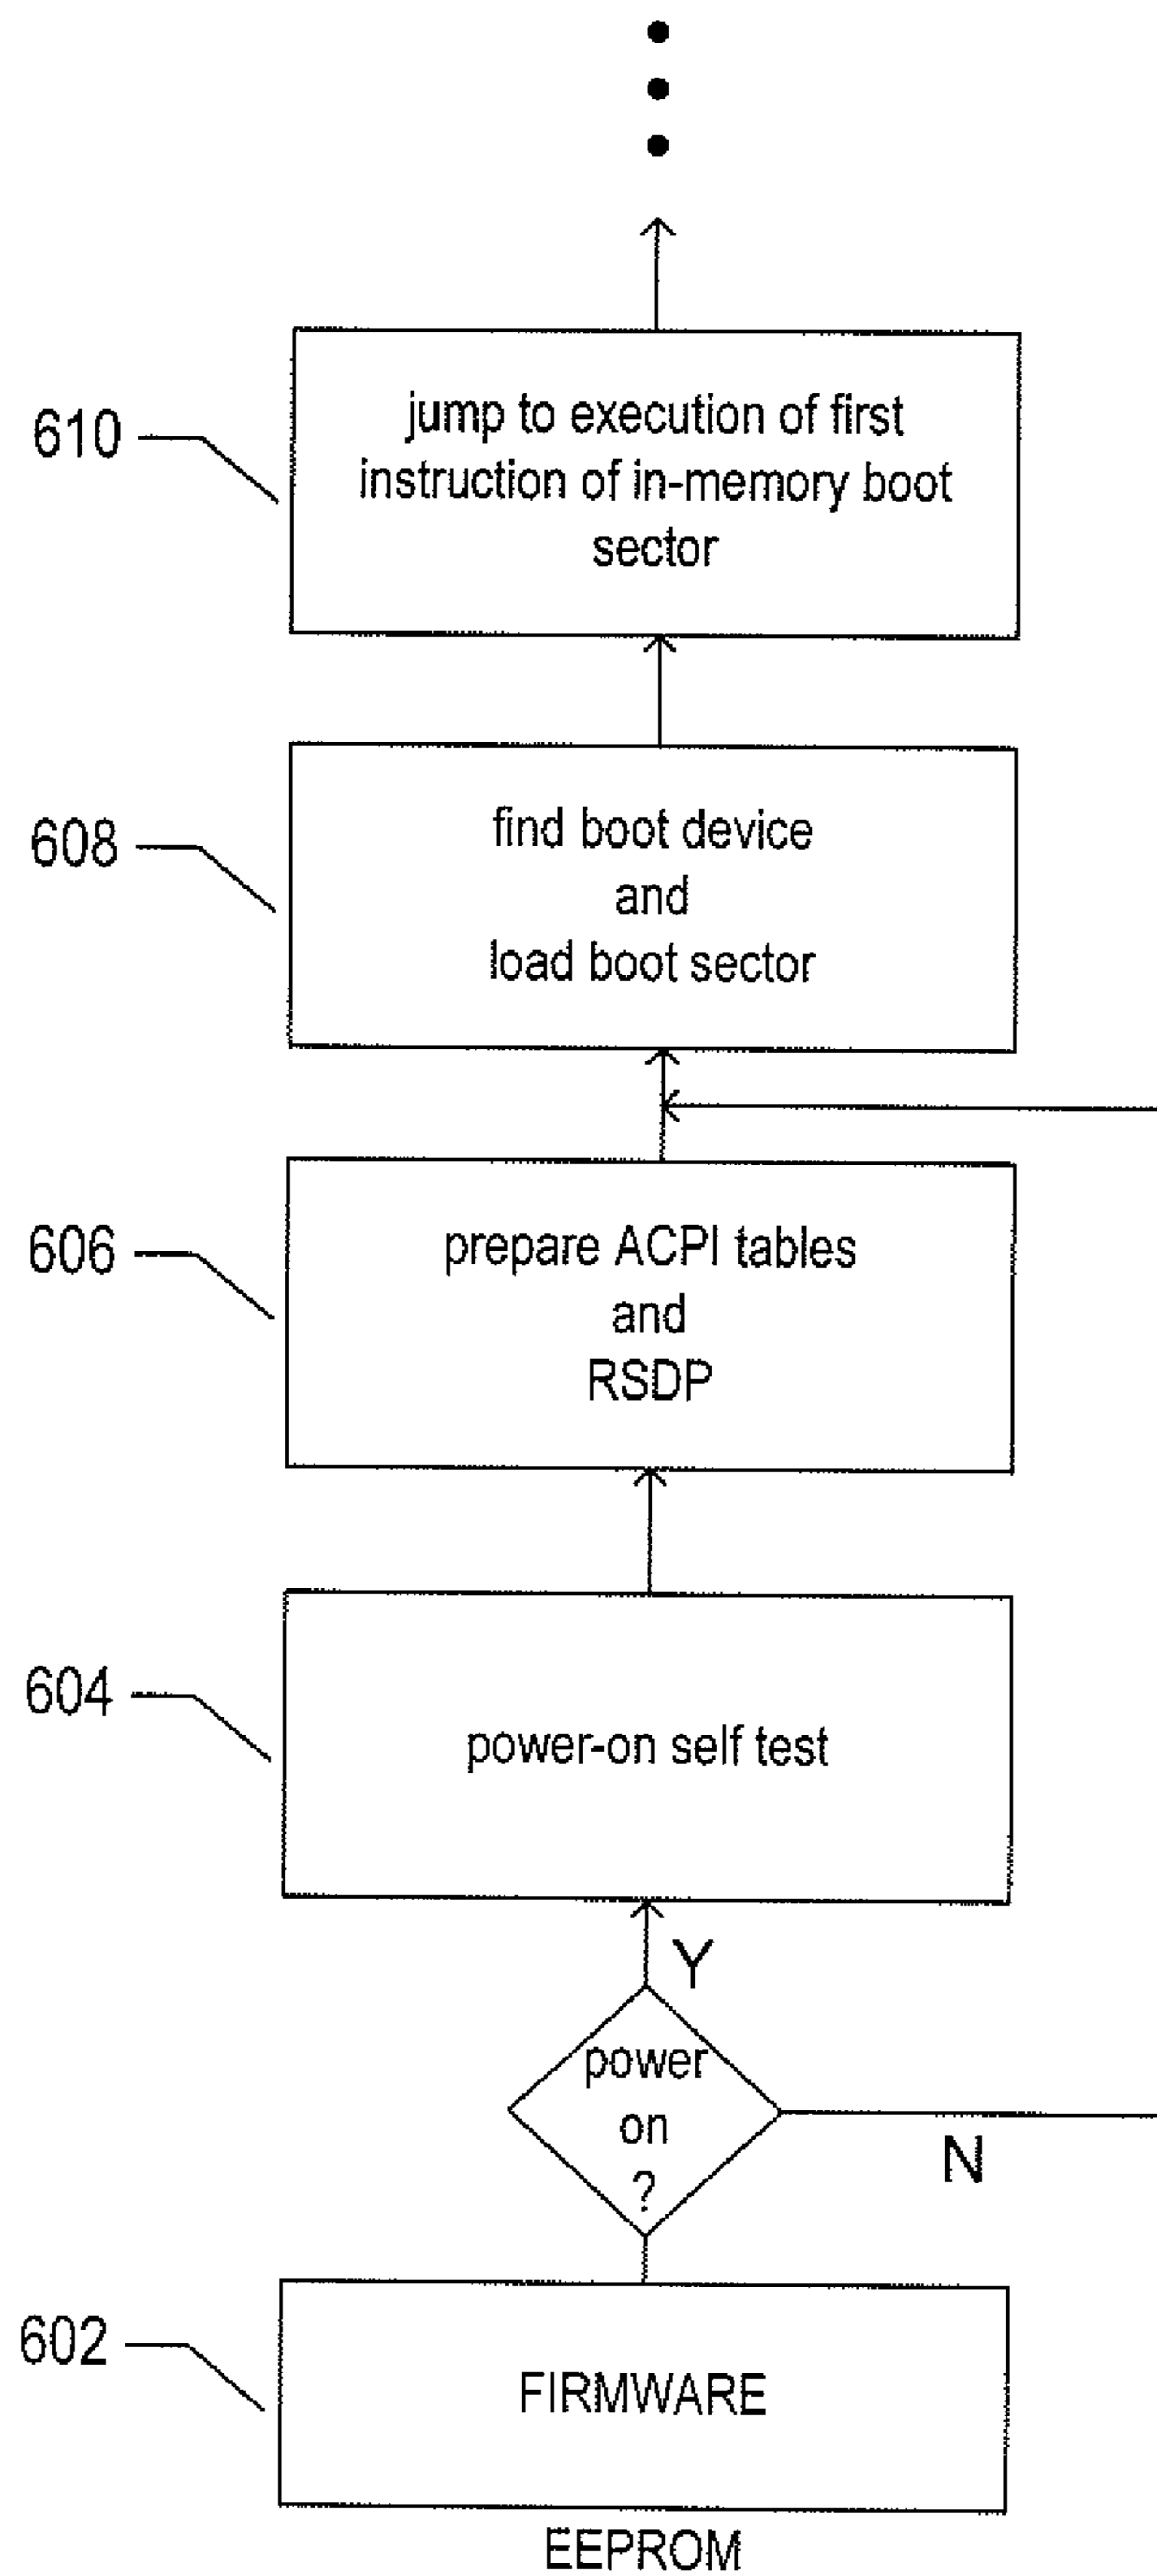 610
jump to execution of first
instruction of in-memory boot
sector
608
find boot device
and
load boot sector
606
prepare ACPI tables
and
RSDP
604
power-on self test
Y
power
on
?
N
602
FIRMWARE
EEPROM